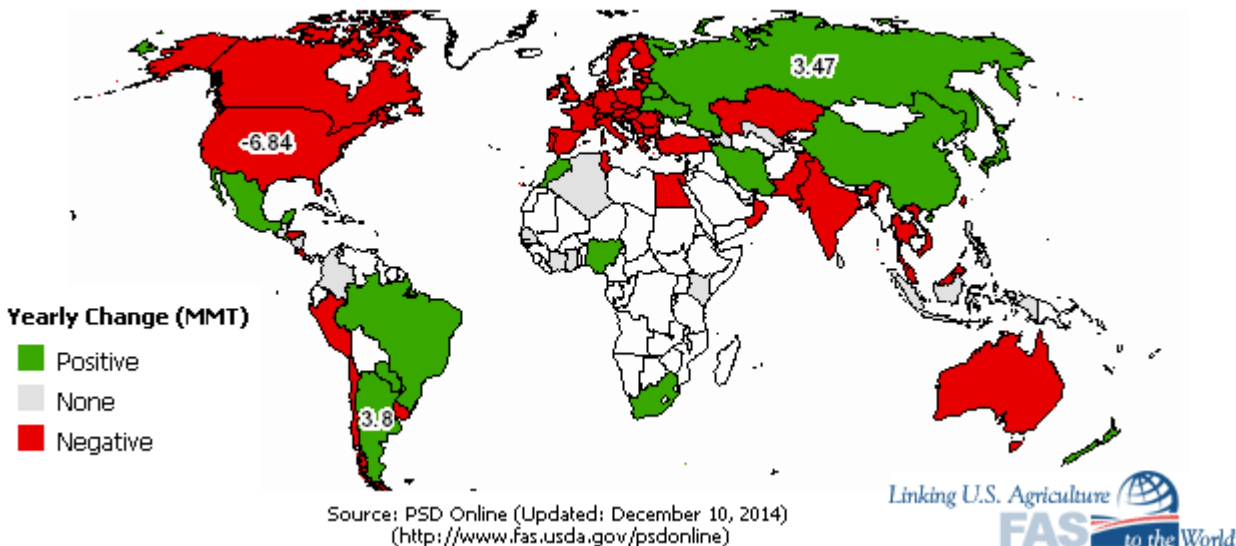 3.47
-6.84
Yearly Change (MMT)
Positive
None
3.8
Negative
Source: PSD Online (Updated: December 10, 2014)
(http://www.fas.usda.gov/psdonline)
Linking U.S. Agriculture
FAS to the World